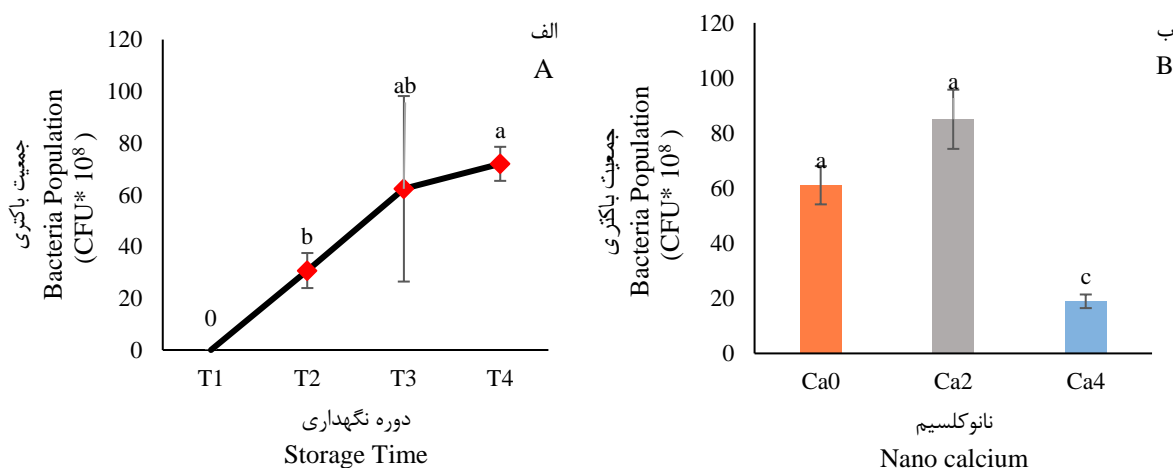 الف
A
120
100
80
60
40
20
0
جمعیت باکتری
Bacteria Population
(CFU* 10⁸ )
0
b
ab
a
T1 T2 T3 T4
دوره نگهداری
Storage Time
ب
B
120
100
80
60
40
20
0
جمعیت باکتری
Bacteria Population
(CFU* 10⁸ )
a
a
c
Ca0 Ca2 Ca4
نانوکلسیم
Nano calcium